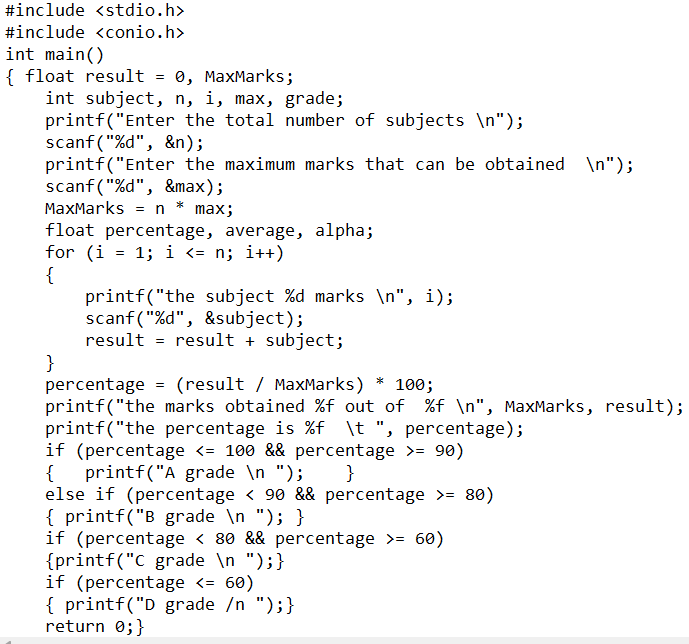 #include <stdio.h>
#include <conio.h>
int main()
{ float result = 0, MaxMarks;
    int subject, n, i, max, grade;
    printf("Enter the total number of subjects \n");
    scanf("%d", &n);
    printf("Enter the maximum marks that can be obtained  \n");
    scanf("%d", &max);
    MaxMarks = n * max;
    float percentage, average, alpha;
    for (i = 1; i <= n; i++)
    {
        printf("the subject %d marks \n", i);
        scanf("%d", &subject);
        result = result + subject;
    }
    percentage = (result / MaxMarks) * 100;
    printf("the marks obtained %f out of  %f \n", MaxMarks, result);
    printf("the percentage is %f  \t ", percentage);
    if (percentage <= 100 && percentage >= 90)
    {   printf("A grade \n ");    }
    else if (percentage < 90 && percentage >= 80)
    { printf("B grade \n "); }
    if (percentage < 80 && percentage >= 60)
    {printf("C grade \n ");}
    if (percentage <= 60)
    { printf("D grade /n ");}
    return 0;}